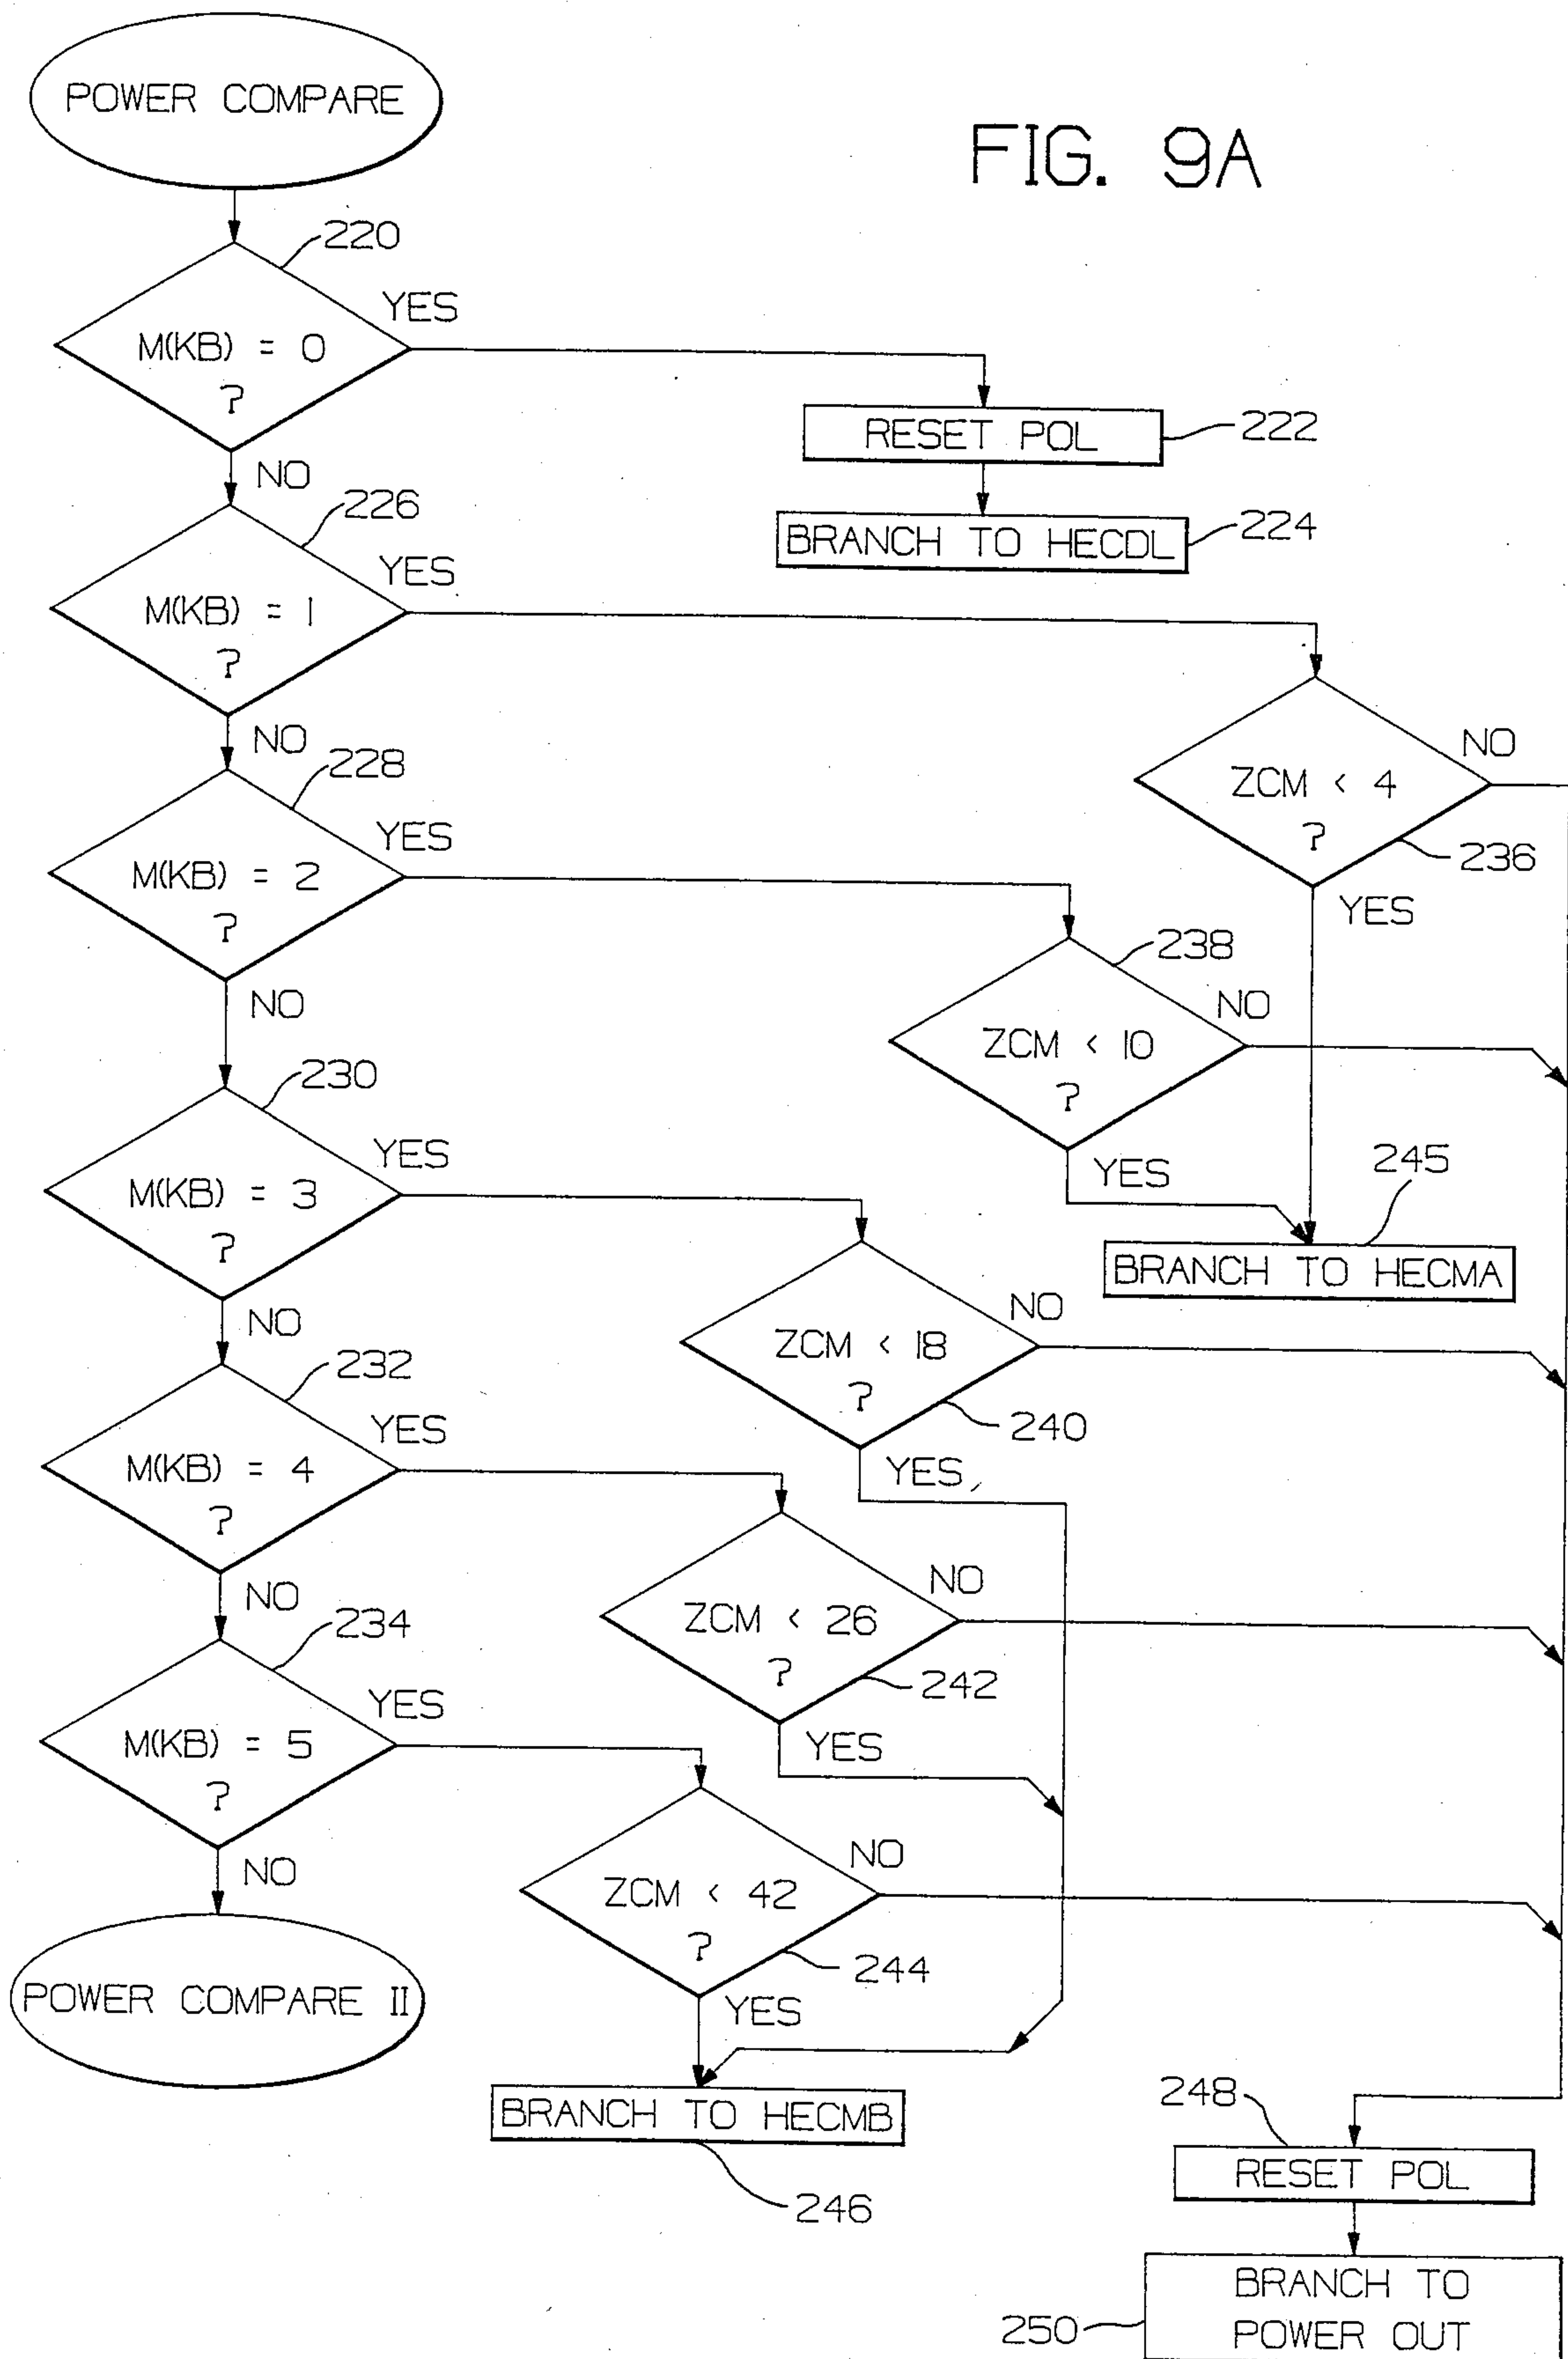 POWER COMPARE
FIG. 9A
220
YES
M(KB) = 0
?
222
RESET POL
NO
226
224
BRANCH TO HECDL
YES
M(KB) = 1
?
NO
NO
228
ZCM < 4
?
YES
236
M(KB) = 2
?
YES
238
NO
NO
ZCM < 10
?
230
YES
245
YES
M(KB) = 3
?
BRANCH TO HECMA
NO
NO
ZCM < 18
?
232
240
YES
YES
M(KB) = 4
?
NO
NO
ZCM < 26
?
234
242
YES
YES
M(KB) = 5
?
NO
NO
ZCM < 42
?
244
POWER COMPARE II
YES
248
BRANCH TO HECMB
RESET POL
246
BRANCH TO
POWER OUT
250